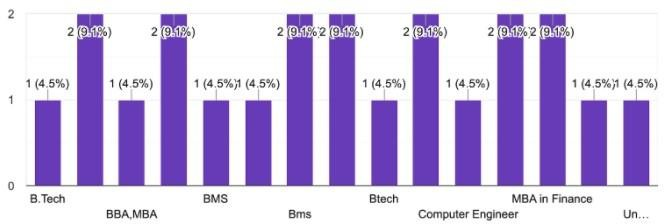 2
2 (9.1%)
2 (9.1%)
2 (9.1%)
2 (9.1%)
2 (9.1%)
2 (9.1%)
2 (9.1%)
1 (4.5%)
1 (4.5%)
1 (4.5%)
1 (4.5%)
1 (4.5%)
1 (4.5%)
1 (4.5%)
1 (4.5%)
1
0
B.Tech
BMS
Btech
MBA in Finance
BBA,MBA
Bms
Computer Engineer
Un...